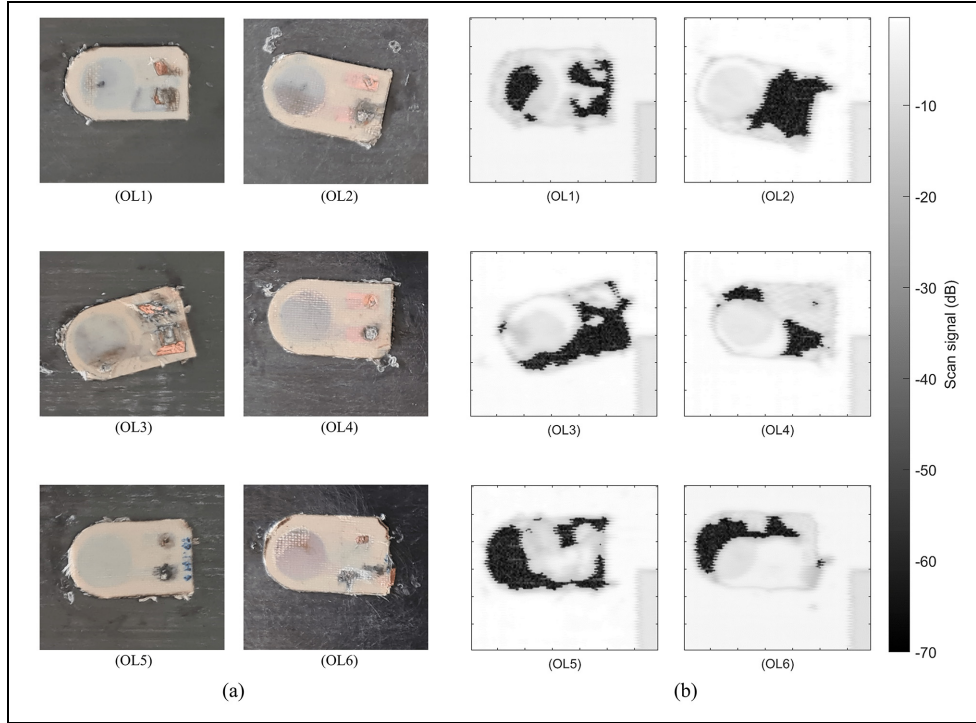 (OL1) (OL2) (OL1) (OL2)
(OL3) (OL4) (OL3) (OL4)
(OL5) (OL6) (OL5) (OL6)
(a) (b)
-10
-20
-30
-40
-50
-60
-70
Scan signal (dB)